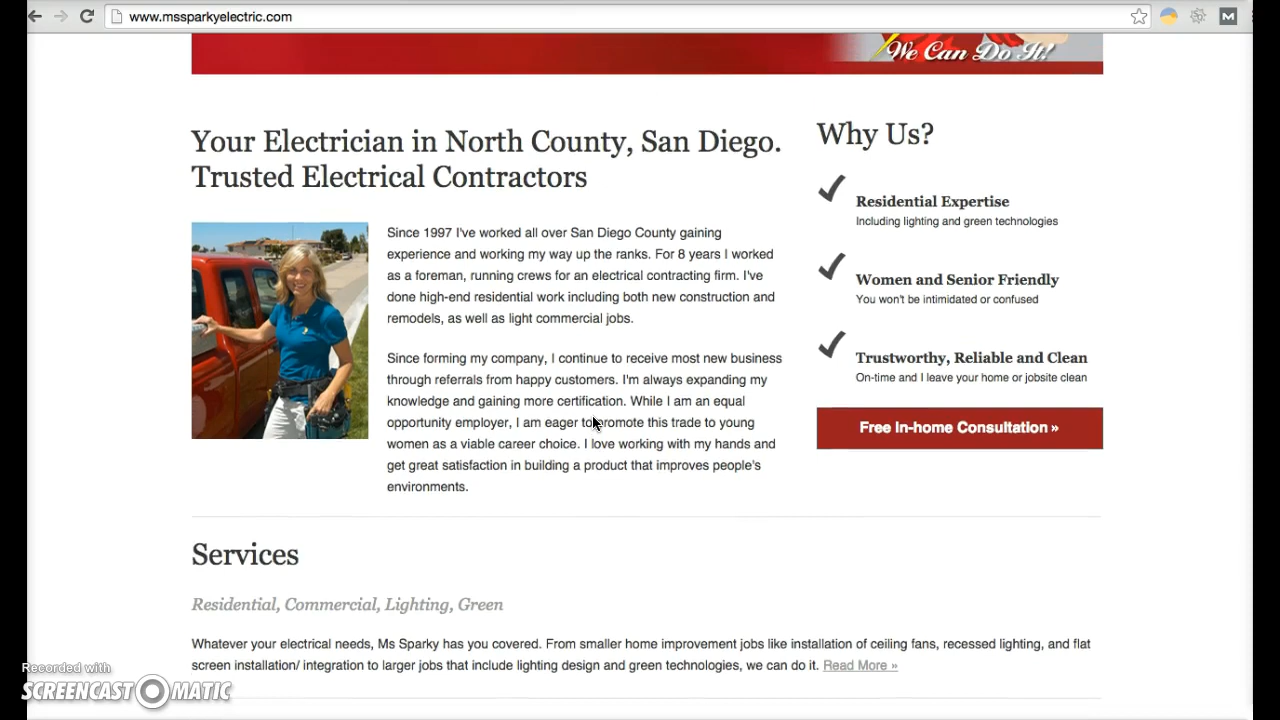 www.mssparkyelectric.com
We Can Do It!
Your Electrician in North County, San Diego.
Trusted Electrical Contractors
Since 1997 I've worked all over San Diego County gaining
experience and working my way up the ranks. For 8 years I worked
as a foreman, running crews for an electrical contracting firm. I've
done high-end residential work including both new construction and
remodels, as well as light commercial jobs.
Since forming my company, I continue to receive most new business
through referrals from happy customers. I'm always expanding my
knowledge and gaining more certification. While I am an equal
opportunity employer, I am eager to promote this trade to young
women as a viable career choice. I love working with my hands and
get great satisfaction in building a product that improves people's
environments.
Why Us?
Residential Expertise
Including lighting and green technologies
Women and Senior Friendly
You won't be intimidated or confused
Trustworthy, Reliable and Clean
On-time and I leave your home or jobsite clean
Free In-home Consultation »
Services
Residential, Commercial, Lighting, Green
Whatever your electrical needs, Ms Sparky has you covered. From smaller home improvement jobs like installation of ceiling fans, recessed lighting, and flat
screen installation/ integration to larger jobs that include lighting design and green technologies, we can do it. Read More »
Recorded with
SCREENCAST O MATIC
M